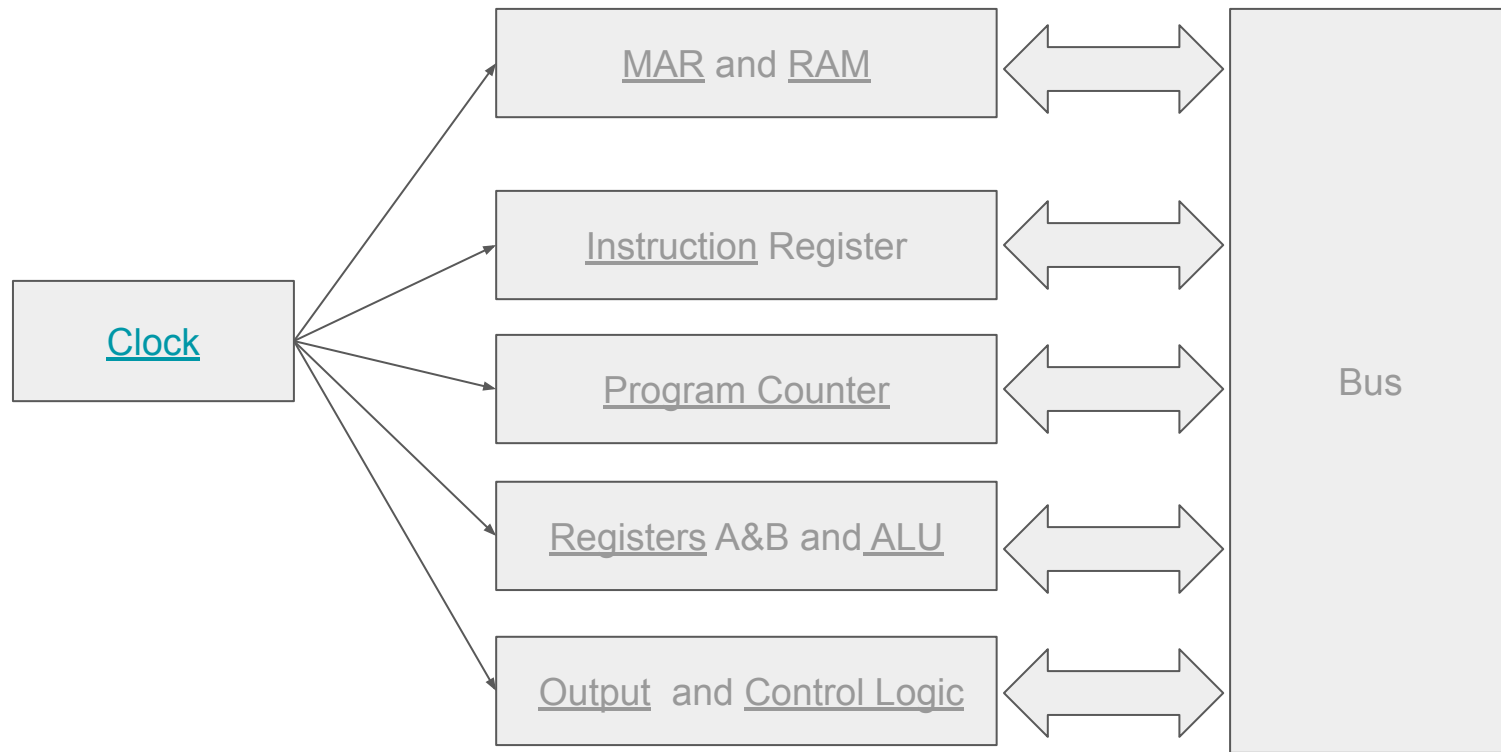 MAR and RAM
Instruction Register
Clock
Program Counter
Bus
Registers A&B and ALU
Output  and Control Logic